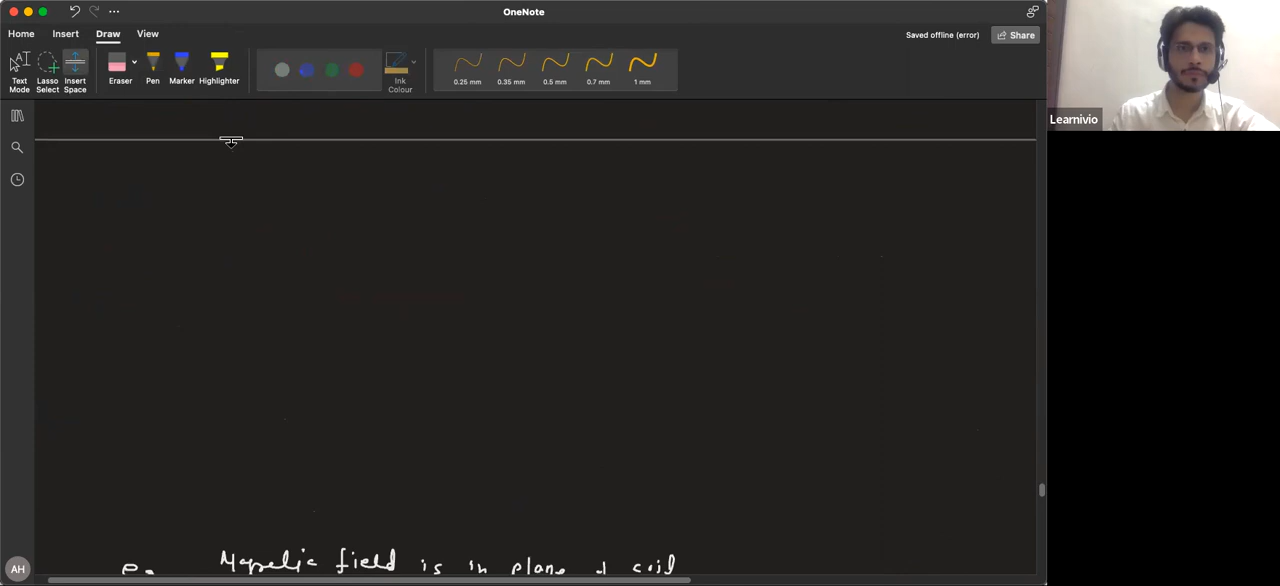 OneNote
Home Insert Draw View
Saved offline (error) Share
Text Mode Lasso Select Insert Space Eraser Pen Marker Highlighter Ink Colour 0.25 mm 0.35 mm 0.5 mm 0.7 mm 1 mm
Learnivio
field is in plane of coil
AH